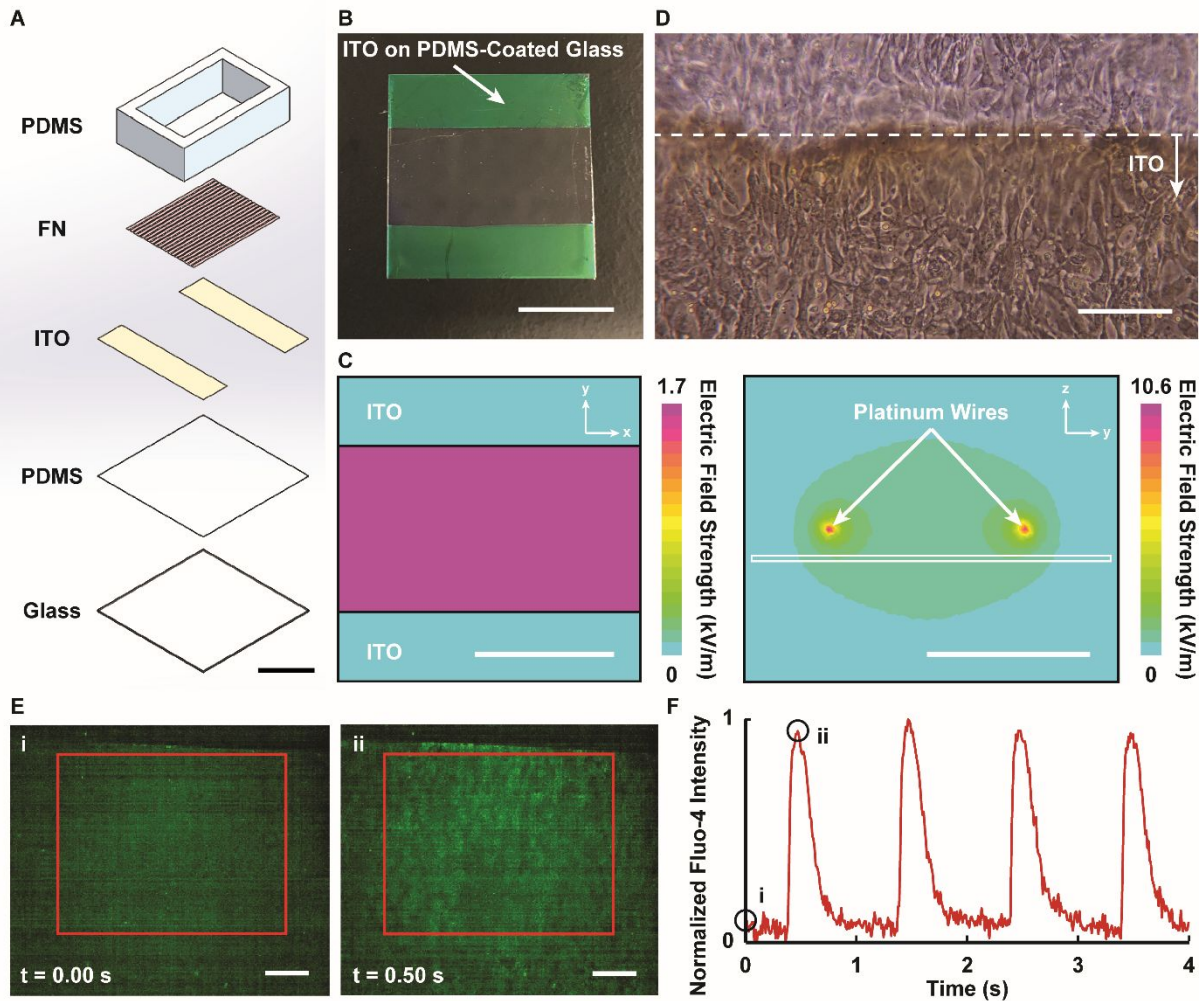 A
PDMS
FN
ITO
PDMS
Glass
B
ITO on PDMS-Coated Glass
D
ITO
C
ITO
y
x
ITO
1.7
0
Electric Field Strength (kV/m)
Platinum Wires
z
y
10.6
0
Electric Field Strength (kV/m)
E
i
t = 0.00 s
ii
t = 0.50 s
F
Normalized Fluo-4 Intensity
1
0
i
ii
0
1
2
3
4
Time (s)